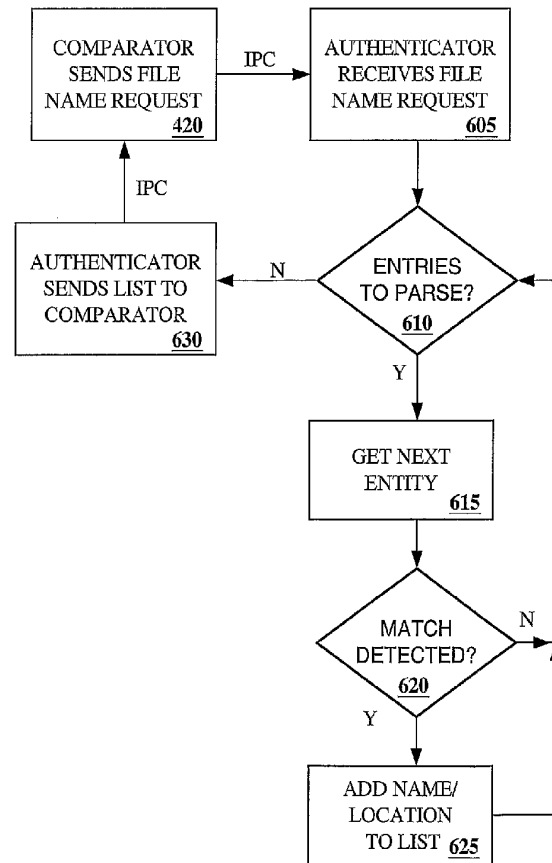 COMPARATOR
SENDS FILE
NAME REQUEST
420
IPC
AUTHENTICATOR
RECEIVES FILE
NAME REQUEST
605
IPC
AUTHENTICATOR
SENDS LIST TO
COMPARATOR
630
N
ENTRIES
TO PARSE?
610
Y
GET NEXT
ENTITY
615
MATCH
DETECTED?
620
N
Y
ADD NAME/
LOCATION
TO LIST
625